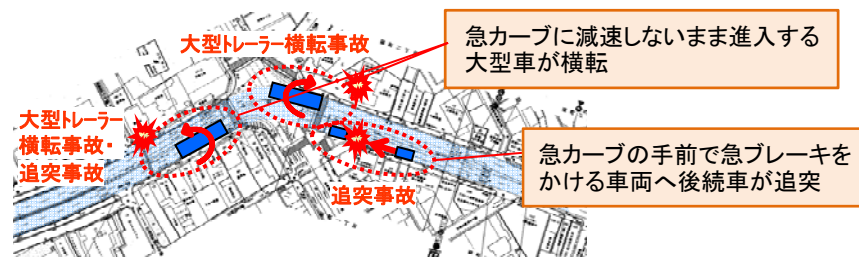 大型トレーラー横転事故
急カーブに減速しないまま進入する
大型車が横転
大型トレーラー
横転事故・
追突事故
急カーブの手前で急ブレーキを
かける車両へ後続車が追突
追突事故